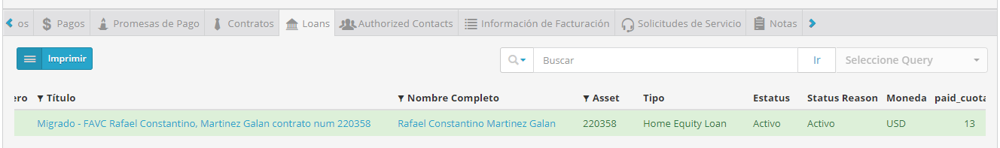 os Pagos Promesas de Pago Contratos Loans Authorized Contacts Información de Facturación Solicitudes de Servicio Notas
Imprimir Buscar Ir Seleccione Query
ero Título Nombre Completo Asset Tipo Estatus Status Reason Moneda paid_cuota
Migrado - FAVC Rafael Constantino, Martinez Galan contrato num 220358 Rafael Constantino Martinez Galan 220358 Home Equity Loan Activo Activo USD 13